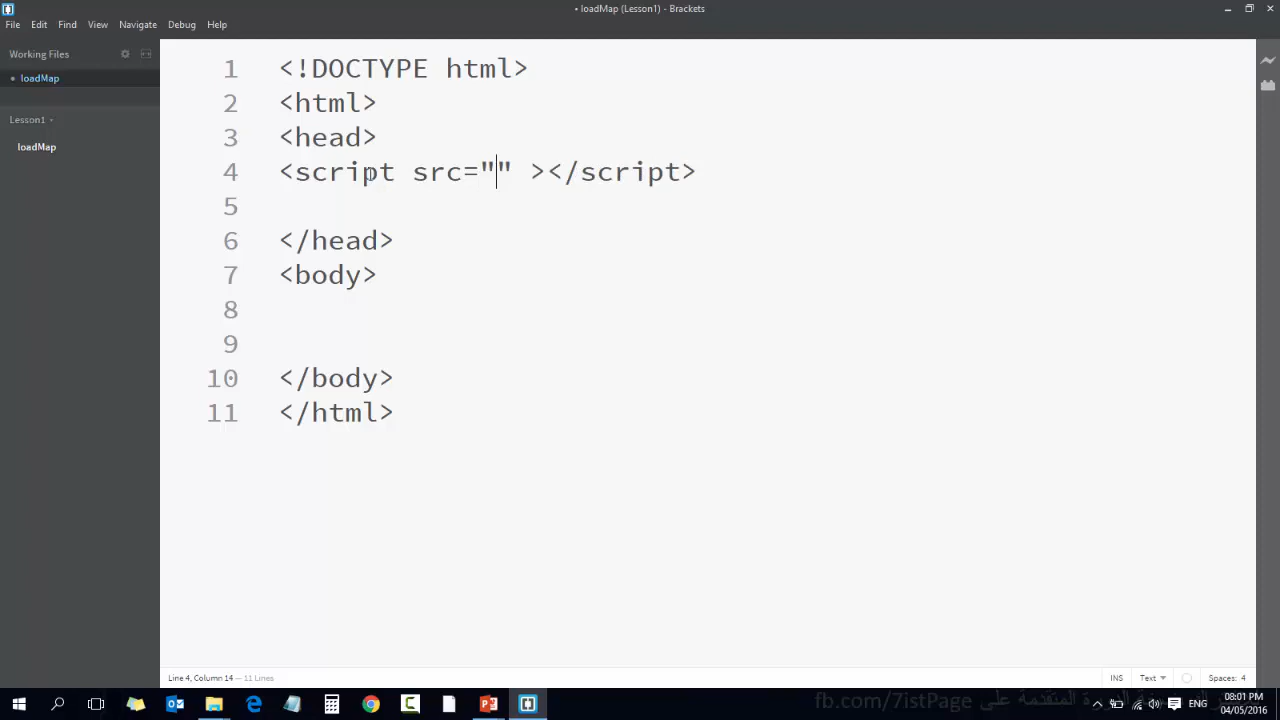 • loadMap (Lesson1) - Brackets
File Edit Find View Navigate Debug Help
Working Files
• loadMap
Lesson1
loadMap
1 <!DOCTYPE html>
2 <html>
3 <head>
4 <script src="" ></script>
5
6 </head>
7 <body>
8
9
10 </body>
11 </html>
Line 4, Column 14 — 11 Lines
INS Text Spaces: 4
المتقدمة على fb.com/7istPage
ENG
08:01 PM
04/05/2016